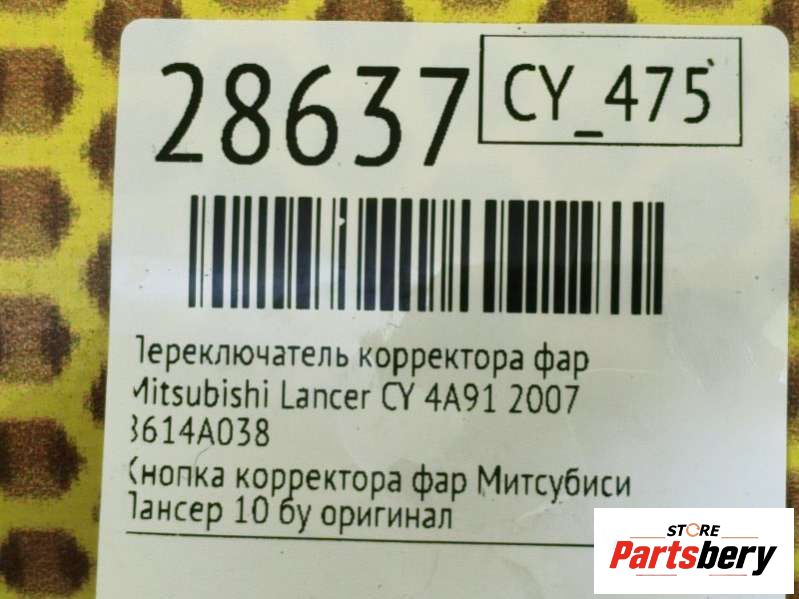 28637
CY_475
Переключатель корректора фар
Mitsubishi Lancer CY 4A91 2007
8614A038
Кнопка корректора фар Митсубиси
Лансер 10 бу оригинал
STORE
Partsbery